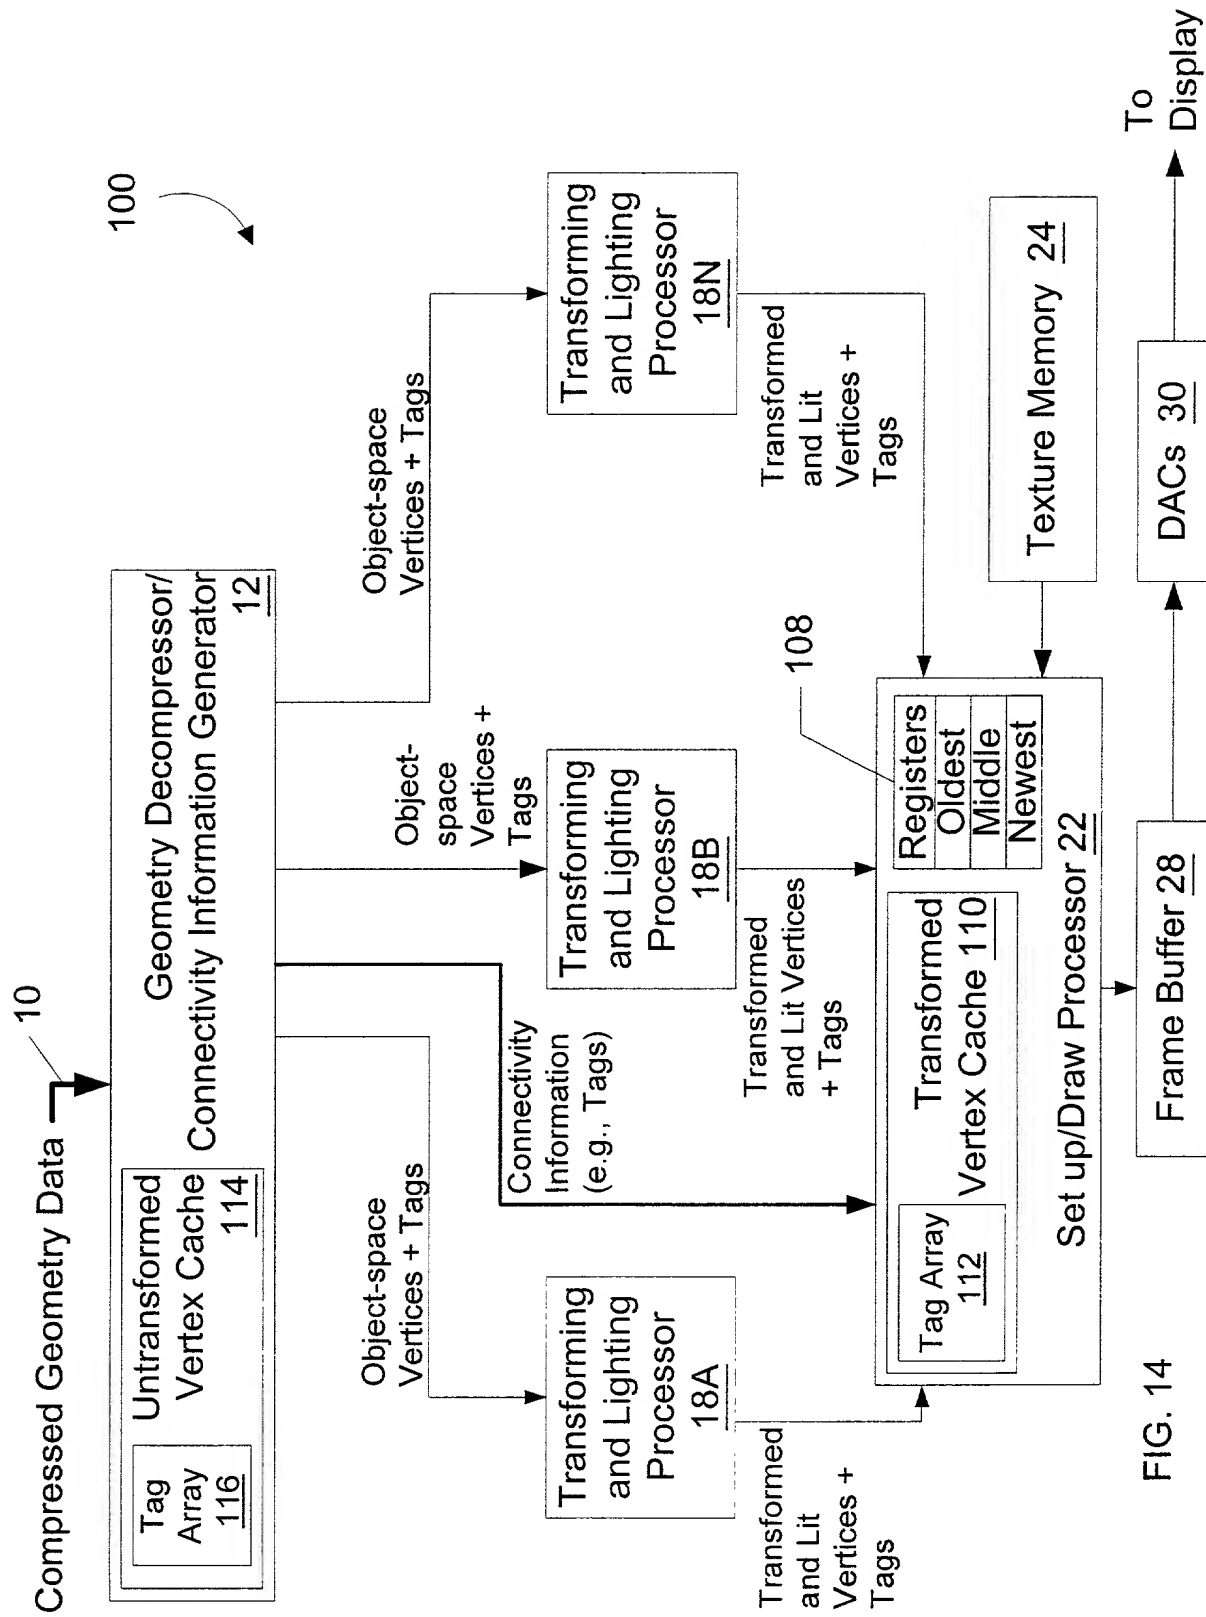 Compressed Geometry Data
10
100
Tag
Array
116
Untransformed
Vertex Cache
114
Geometry Decompressor/
Connectivity Information Generator
12
Object-space
Vertices + Tags
Connectivity
Information
(e.g., Tags)
Object-
space
Vertices +
Tags
Object-space
Vertices + Tags
Transforming
and Lighting
Processor
18A
Transforming
and Lighting
Processor
18B
Transforming
and Lighting
Processor
18N
Transformed
and Lit
Vertices +
Tags
Transformed
and Lit Vertices
+ Tags
Transformed
and Lit
Vertices +
Tags
108
Tag Array
112
Transformed
Vertex Cache 110
Registers
Oldest
Middle
Newest
Set up/Draw Processor 22
Texture Memory 24
Frame Buffer 28
DACs 30
To
Display
FIG. 14